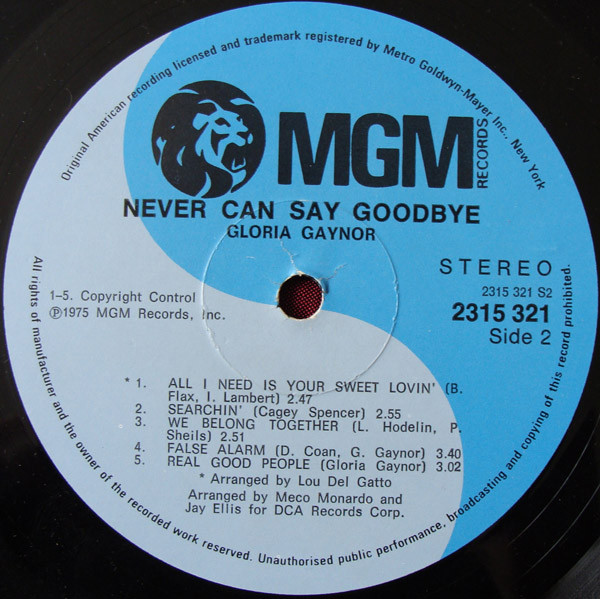 Original American recording licensed and trademark registered by Metro Goldwyn-Mayer Inc., New York
MGM
RECORDS
NEVER CAN SAY GOODBYE
GLORIA GAYNOR
STEREO
1-5. Copyright Control
Ⓟ1975 MGM Records, Inc.
2315 321 S2
2315 321
Side 2
* 1. ALL I NEED IS YOUR SWEET LOVIN' (B.
Flax, I. Lambert) 2.47
2. SEARCHIN' (Cagey Spencer) 2.55
3. WE BELONG TOGETHER (L. Hodelin, P.
Sheils) 2.51
4. FALSE ALARM (D. Coan, G. Gaynor) 3.40
5. REAL GOOD PEOPLE (Gloria Gaynor) 3.02
* Arranged by Lou Del Gatto
Arranged by Meco Monardo and
Jay Ellis for DCA Records Corp.
All rights of manufacturer and the owner of the recorded work reserved. Unauthorised public performance, broadcasting and copying of this record prohibited.